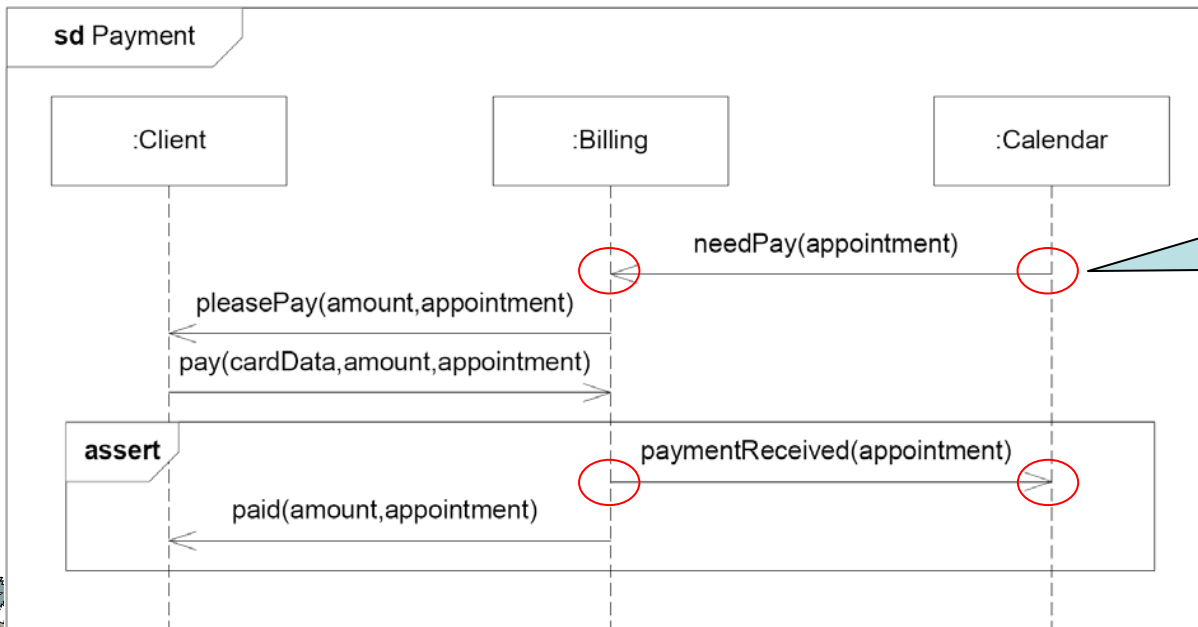 sd Payment
:Client
:Billing
:Calendar
needPay(appointment)
pleasePay(amount,appointment)
pay(cardData,amount,appointment)
assert
paymentReceived(appointment)
paid(amount,appointment)